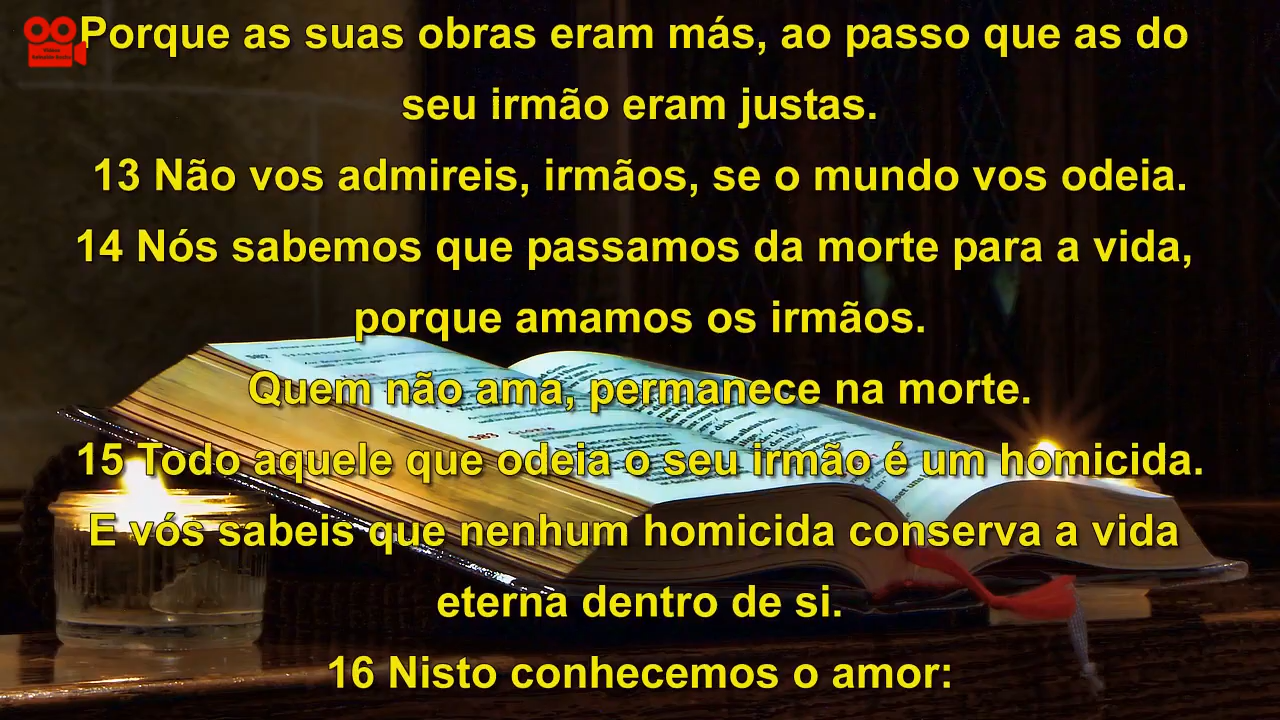 Porque as suas obras eram más, ao passo que as do
seu irmão eram justas.
13 Não vos admireis, irmãos, se o mundo vos odeia.
14 Nós sabemos que passamos da morte para a vida,
porque amamos os irmãos.
Quem não ama, permanece na morte.
15 Todo aquele que odeia o seu irmão é um homicida.
E vós sabeis que nenhum homicida conserva a vida
eterna dentro de si.
16 Nisto conhecemos o amor: